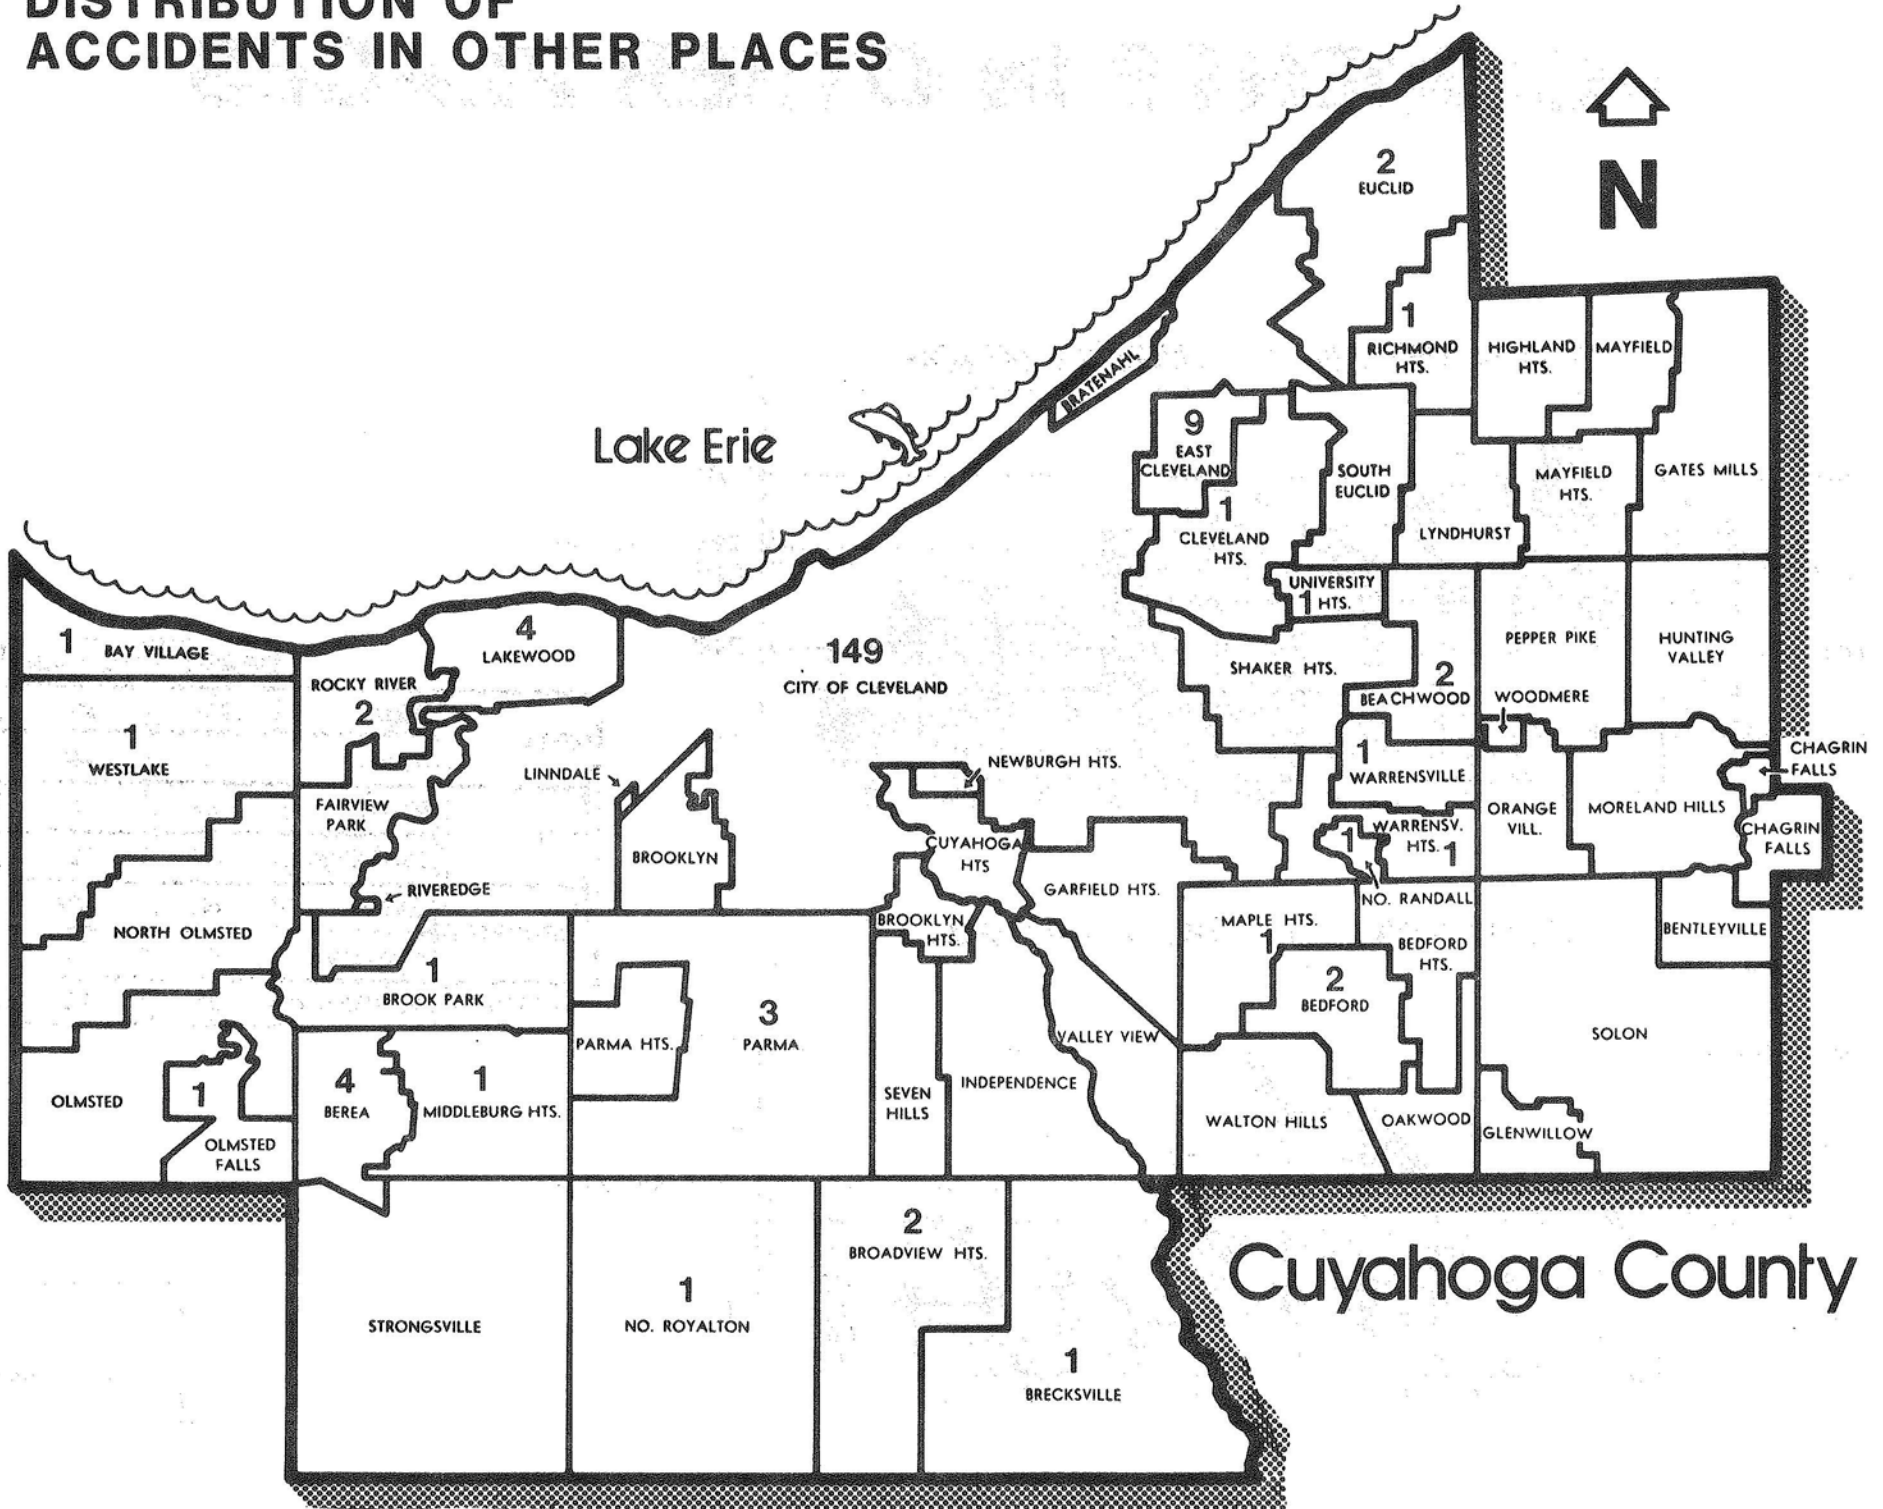 DISTRIBUTION OF
ACCIDENTS IN OTHER PLACES
N
2
EUCLID
1
RICHMOND
HTS.
HIGHLAND
HTS.
MAYFIELD
BRATENAHL
Lake Erie
9
EAST
CLEVELAND
SOUTH
EUCLID
MAYFIELD
HTS.
GATES MILLS
1
CLEVELAND
HTS.
LYNDHURST
UNIVERSITY
1 HTS.
1 BAY VILLAGE
4
LAKEWOOD
149
CITY OF CLEVELAND
SHAKER HTS.
2
BEACHWOOD
PEPPER PIKE
HUNTING
VALLEY
WOODMERE
ROCKY RIVER
2
1
WESTLAKE
LINNDALE
NEWBURGH HTS.
1
WARRENSVILLE
CHAGRIN
FALLS
FAIRVIEW
PARK
BROOKLYN
CUYAHOGA
HTS
WARRENSV.
HTS. 1
1
ORANGE
VILL.
MORELAND HILLS
CHAGRIN
FALLS
RIVEREDGE
GARFIELD HTS.
NO. RANDALL
NORTH OLMSTED
BROOKLYN
HTS.
MAPLE HTS.
1
BEDFORD
HTS.
BENTLEYVILLE
1
BROOK PARK
2
BEDFORD
PARMA HTS.
3
PARMA
VALLEY VIEW
SOLON
OLMSTED
1
OLMSTED
FALLS
4
BEREA
1
MIDDLEBURG HTS.
SEVEN
HILLS
INDEPENDENCE
WALTON HILLS
OAKWOOD
GLENWILLOW
2
BROADVIEW HTS.
Cuyahoga County
STRONGSVILLE
1
NO. ROYALTON
1
BRECKSVILLE